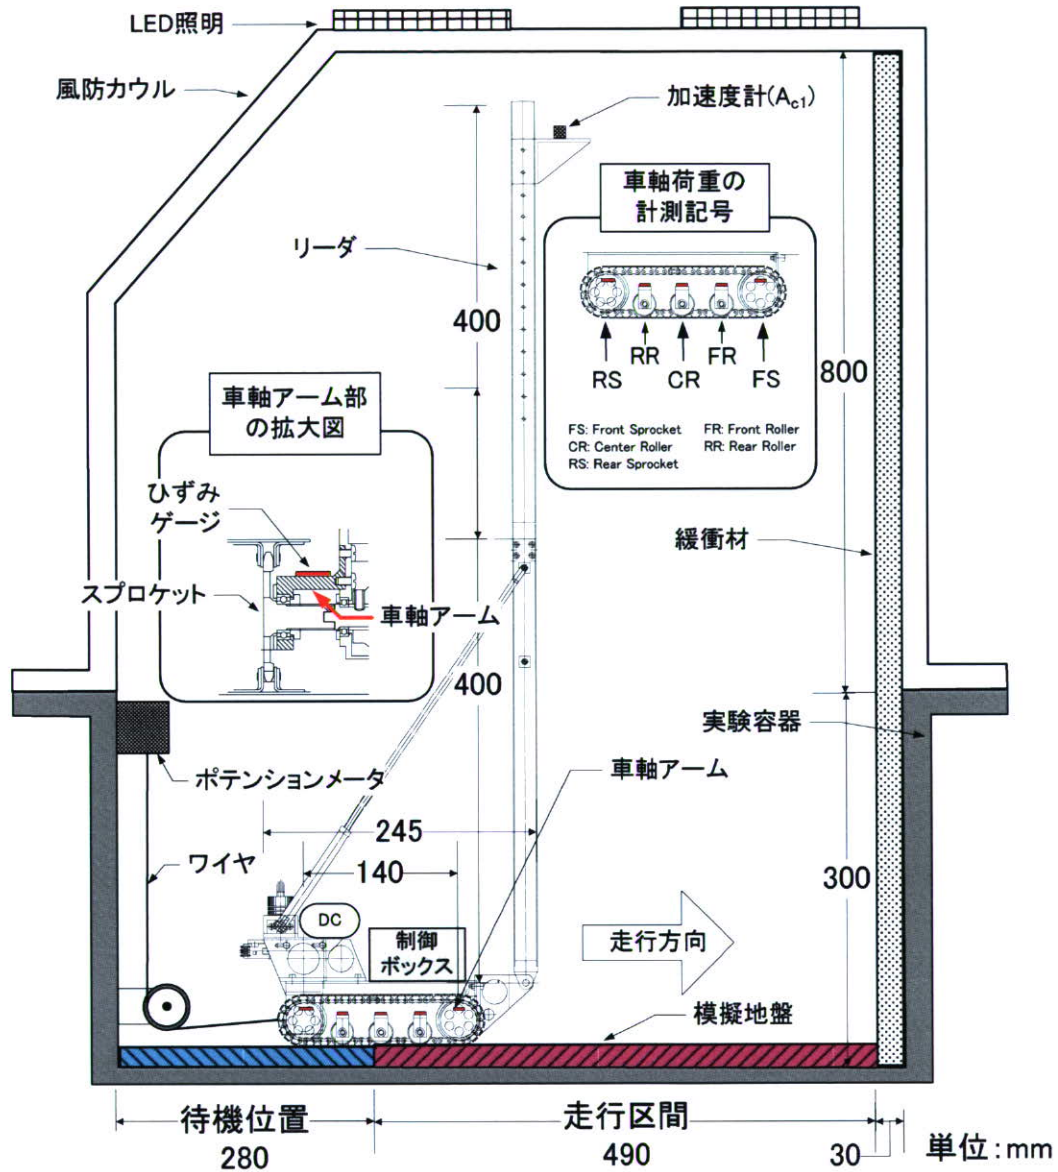 LED照明
風防カウル
加速度計(Ac1)
車軸荷重の
計測記号
リーダ
400
RR
FR
RS
CR
FS
800
FS: Front Sprocket
FR: Front Roller
CR: Center Roller
RR: Rear Roller
RS: Rear Sprocket
車軸アーム部
の拡大図
ひずみ
ゲージ
スプロケット
車軸アーム
緩衝材
400
実験容器
ポテンションメータ
車軸アーム
245
ワイヤ
140
300
DC
制御
ボックス
走行方向
模擬地盤
待機位置
走行区間
280
490
30
単位:mm